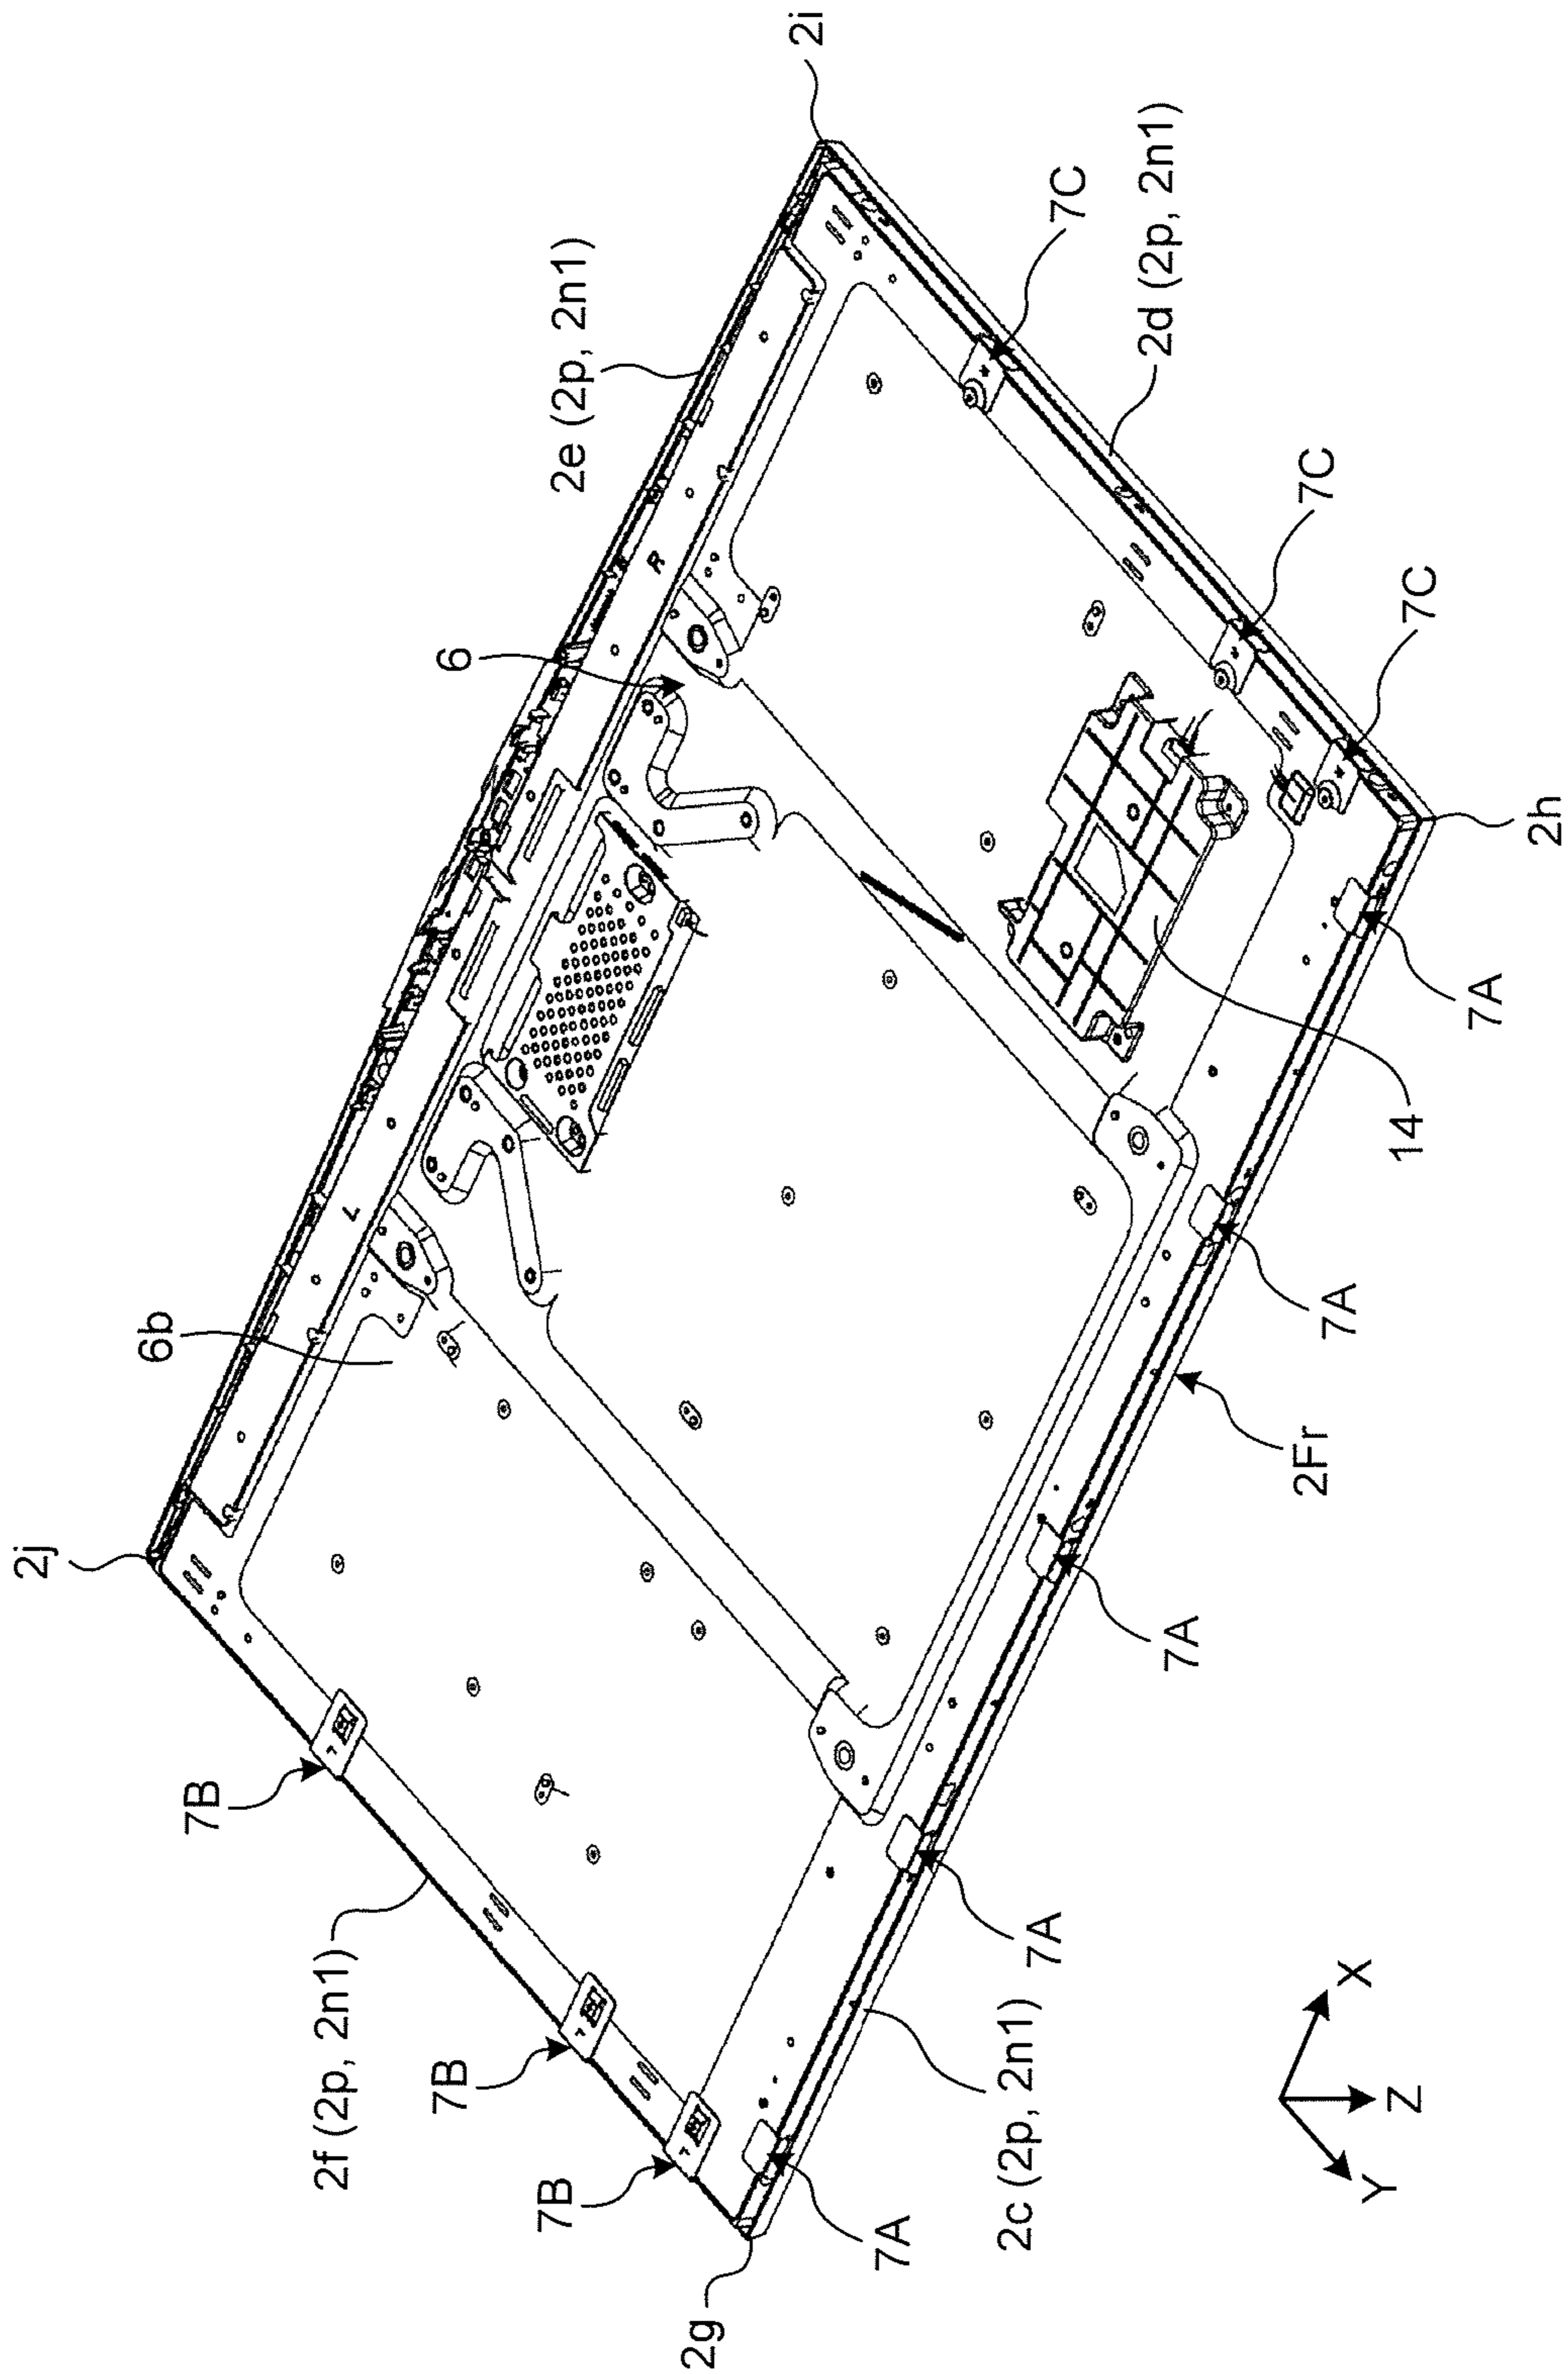 2j
6b
7B
2f (2p, 2n1)
L
7B
6
7B
2e (2p, 2n1)
R
2g
2i
7A
2c (2p, 2n1)
7A
7C
2d (2p, 2n1)
7A
2Fr
7C
7A
X
Y
Z
14
7C
7A
2h